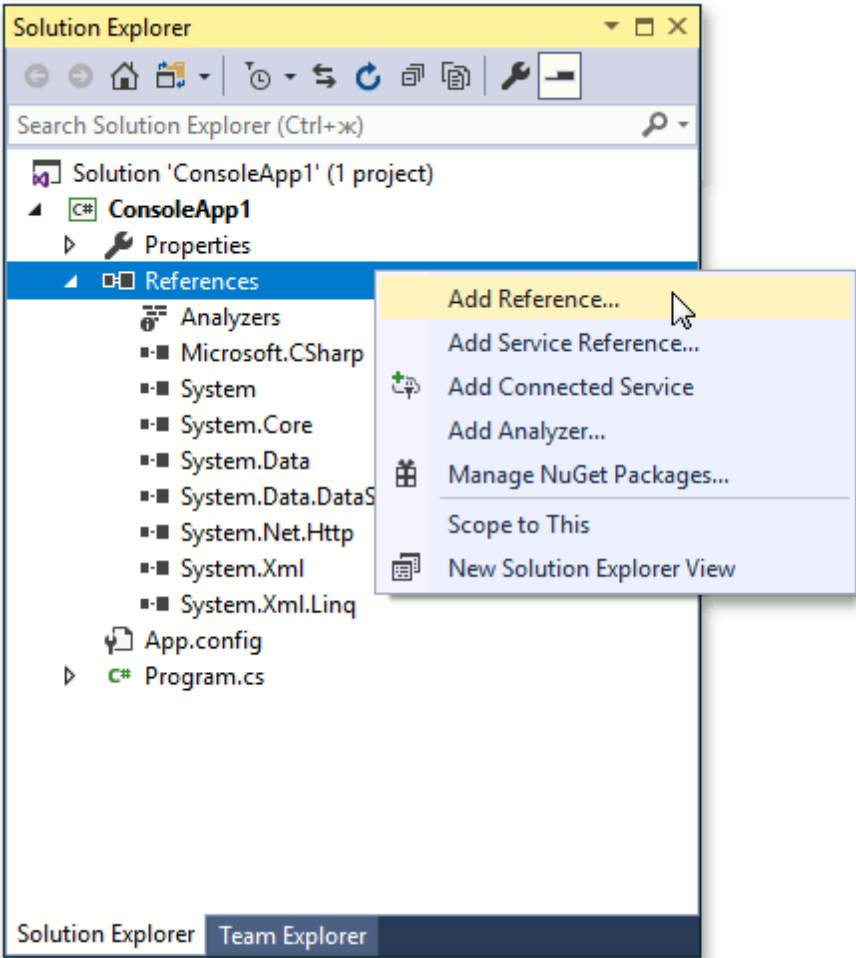 Solution Explorer
Search Solution Explorer (Ctrl+ж)
Solution 'ConsoleApp1' (1 project)
C# ConsoleApp1
Properties
References
Analyzers
Microsoft.CSharp
System
System.Core
System.Data
System.Data.DataS
System.Net.Http
System.Xml
System.Xml.Linq
App.config
C# Program.cs
Add Reference...
Add Service Reference...
Add Connected Service
Add Analyzer...
Manage NuGet Packages...
Scope to This
New Solution Explorer View
Solution Explorer Team Explorer